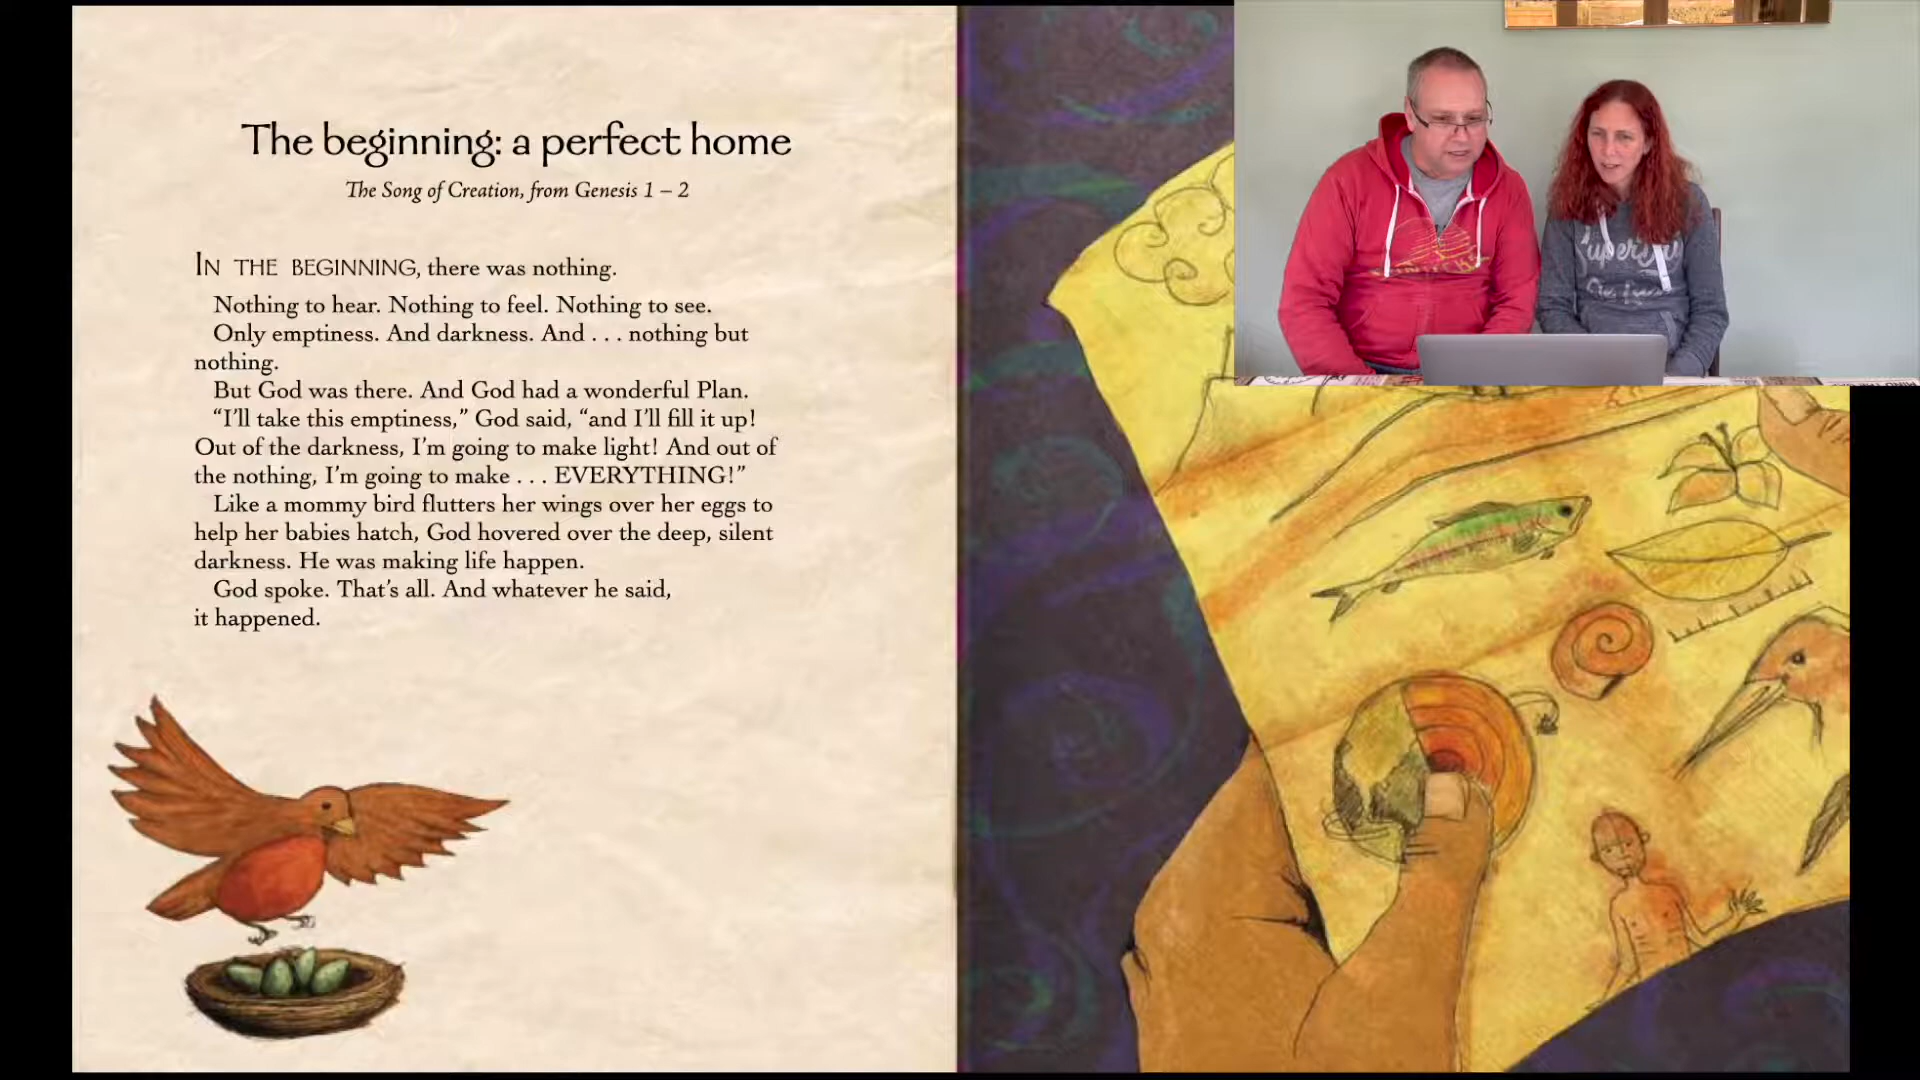 The beginning: a perfect home
The Song of Creation, from Genesis 1 – 2
IN THE BEGINNING, there was nothing.
Nothing to hear. Nothing to feel. Nothing to see.
Only emptiness. And darkness. And . . . nothing but
nothing.
But God was there. And God had a wonderful Plan.
“I’ll take this emptiness,” God said, “and I’ll fill it up!
Out of the darkness, I’m going to make light! And out of
the nothing, I’m going to make . . . EVERYTHING!”
Like a mommy bird flutters her wings over her eggs to
help her babies hatch, God hovered over the deep, silent
darkness. He was making life happen.
God spoke. That’s all. And whatever he said,
it happened.